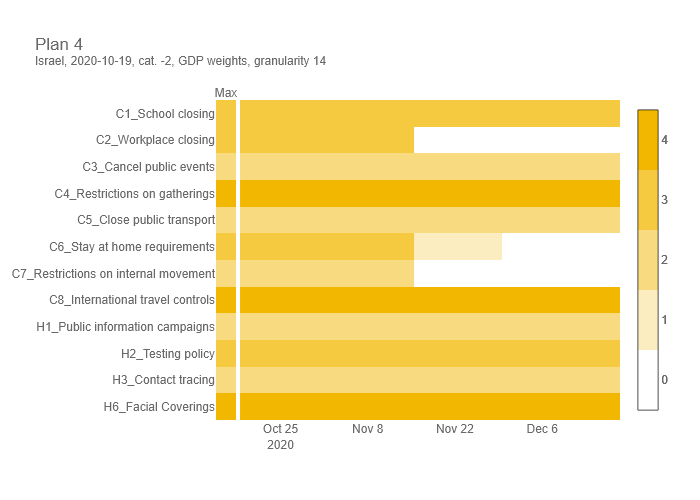 Plan 4
Israel, 2020-10-19, cat. -2, GDP weights, granularity 14
Max
C1_School closing
C2_Workplace closing
C3_Cancel public events
C4_Restrictions on gatherings
C5_Close public transport
C6_Stay at home requirements
C7_Restrictions on internal movement
C8_International travel controls
H1_Public information campaigns
H2_Testing policy
H3_Contact tracing
H6_Facial Coverings
Oct 25 Nov 8 Nov 22 Dec 6
2020
4
3
2
1
0